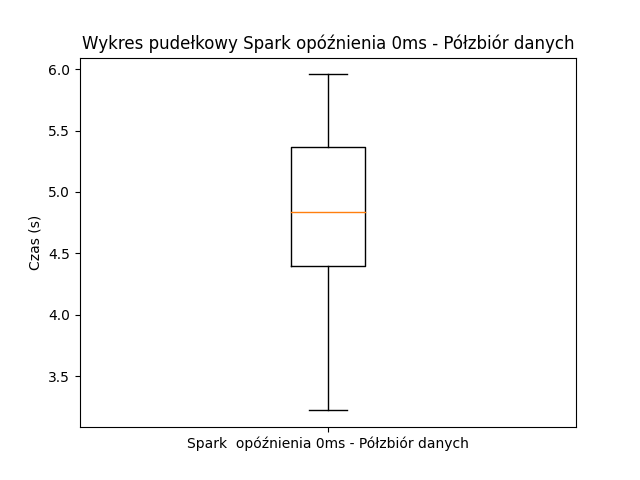 Wykres pudełkowy Spark opóźnienia 0ms - Półzbiór danych
6.0
5.5
5.0
4.5
4.0
3.5
Czas (s)
Spark  opóźnienia 0ms - Półzbiór danych